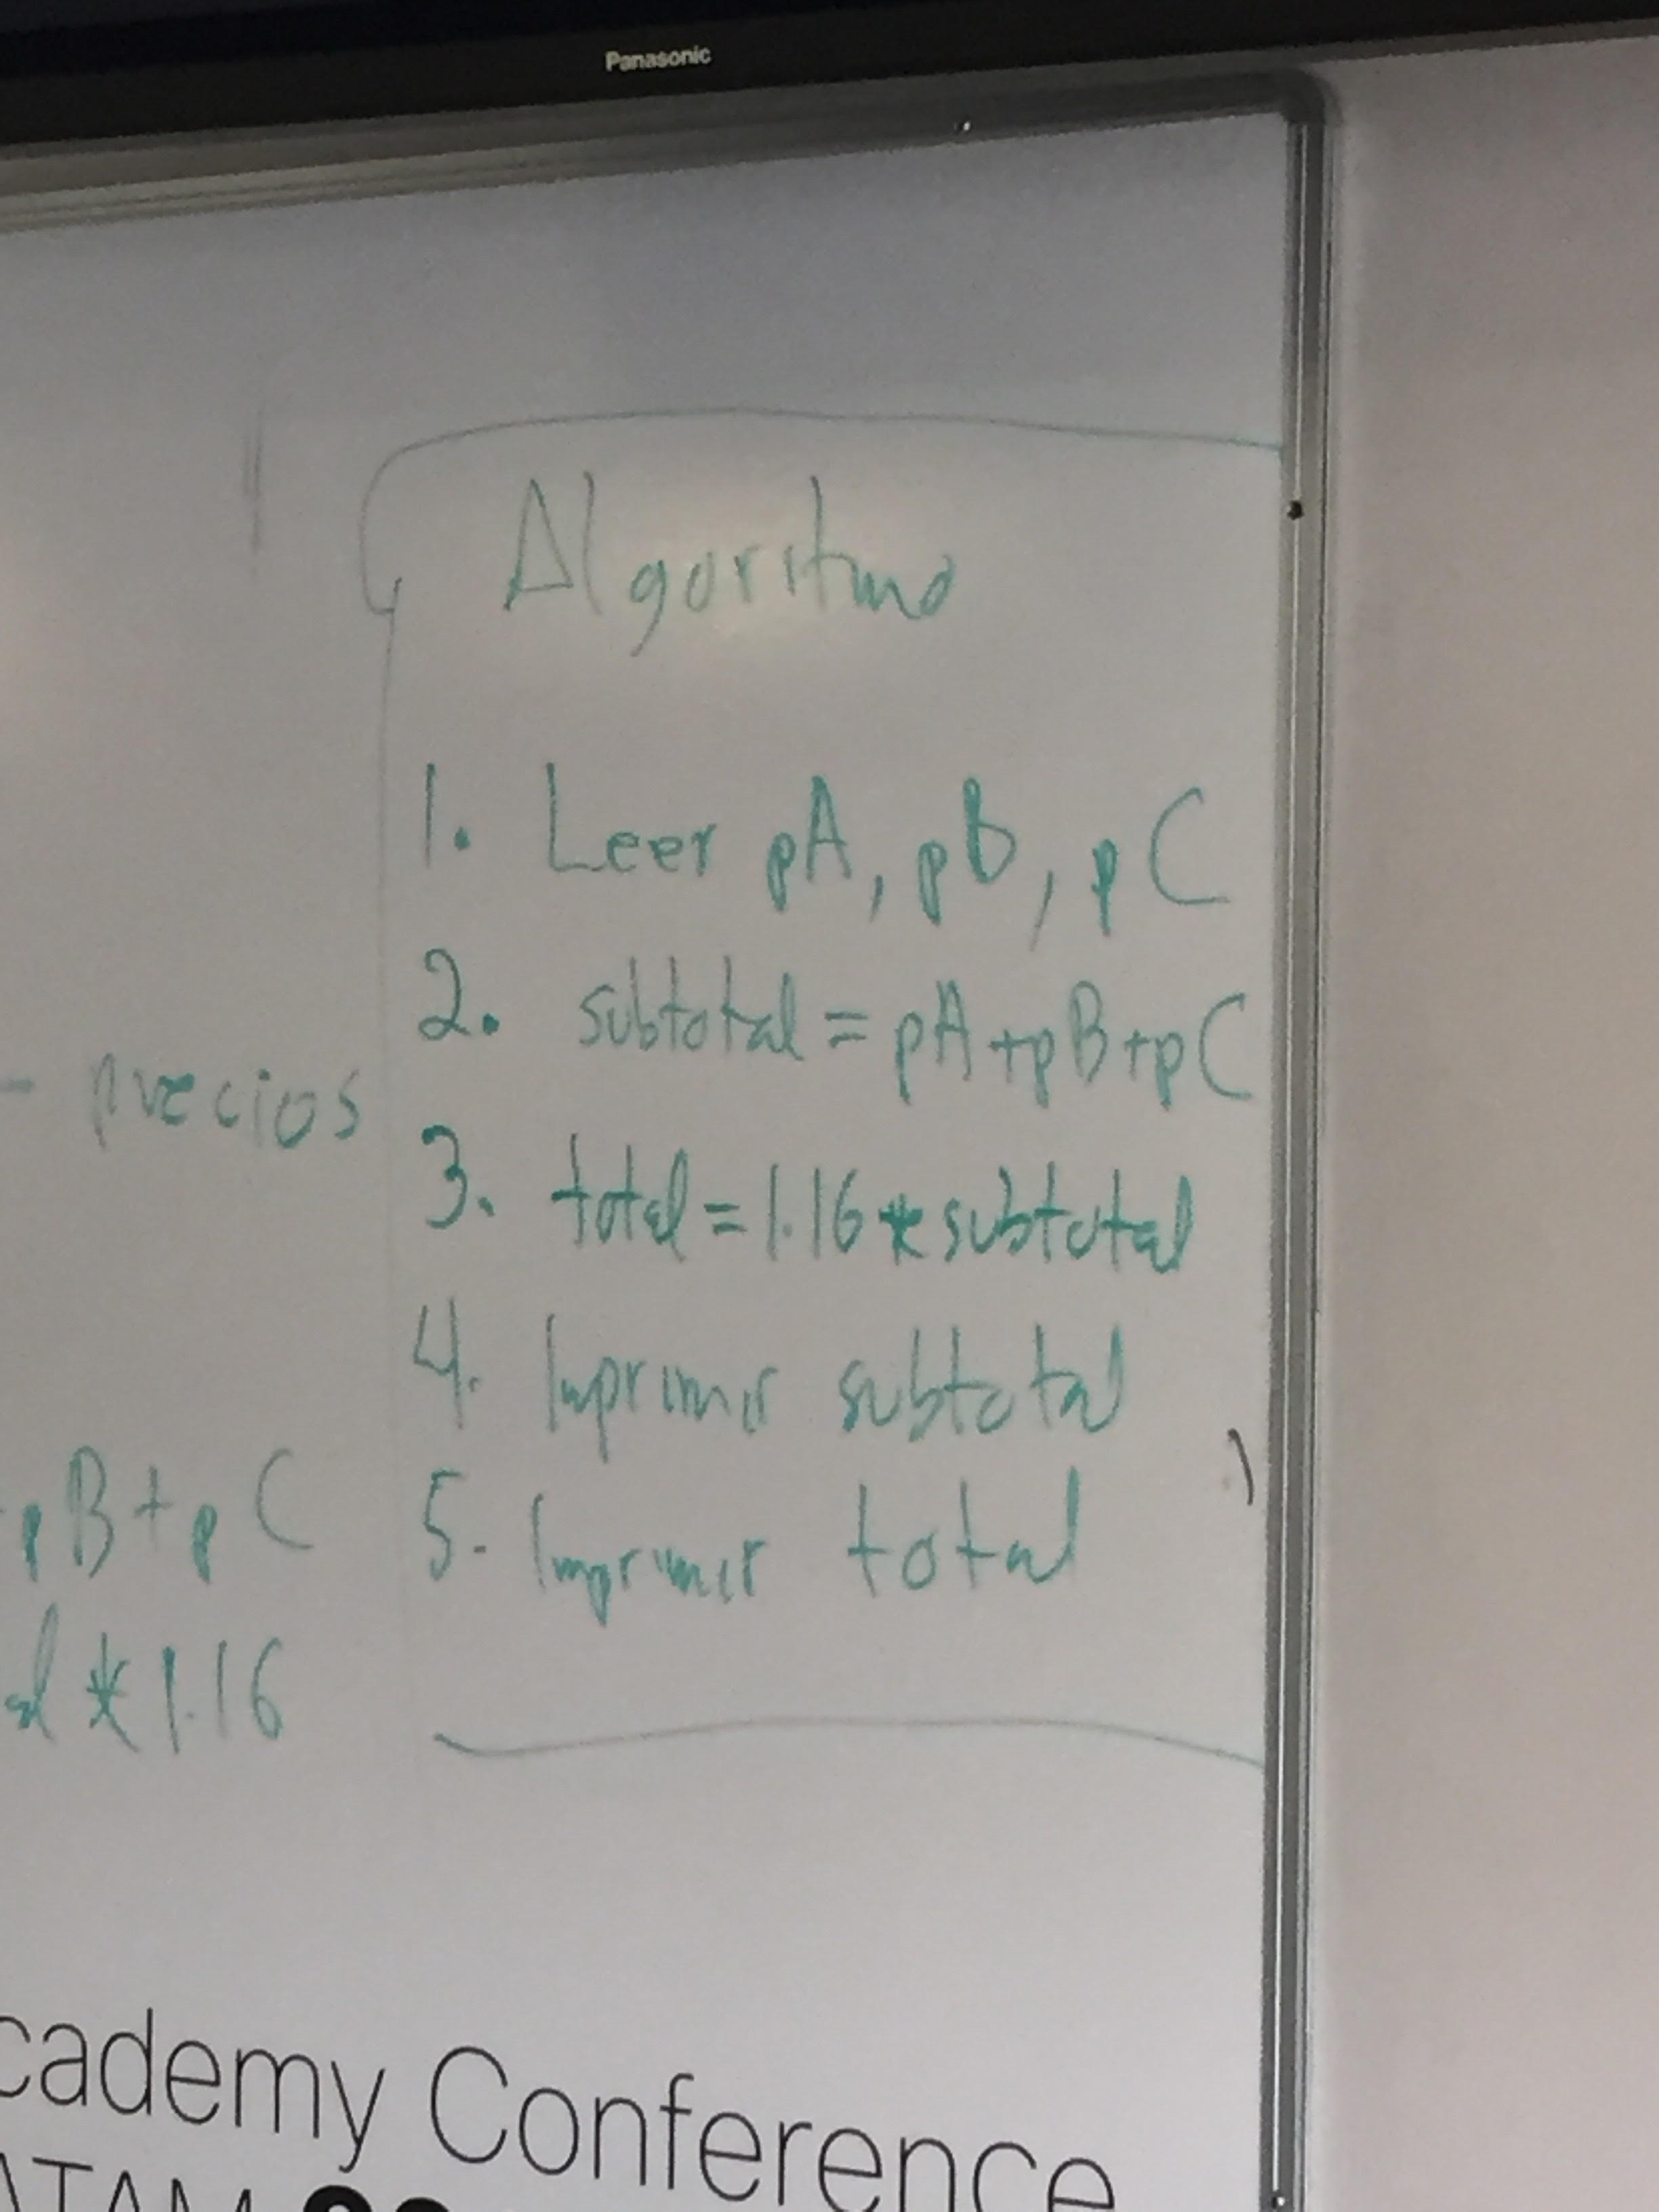 Panasonic
Algoritmo
1. Leer pA, pB, pC
2. subtotal = pA+pB+pC
- precios
3. total = 1.16 * subtotal
4. Imprimir subtotal
pB+pC
5. Imprimir total
* 1.16
cademy Conference
ATAM